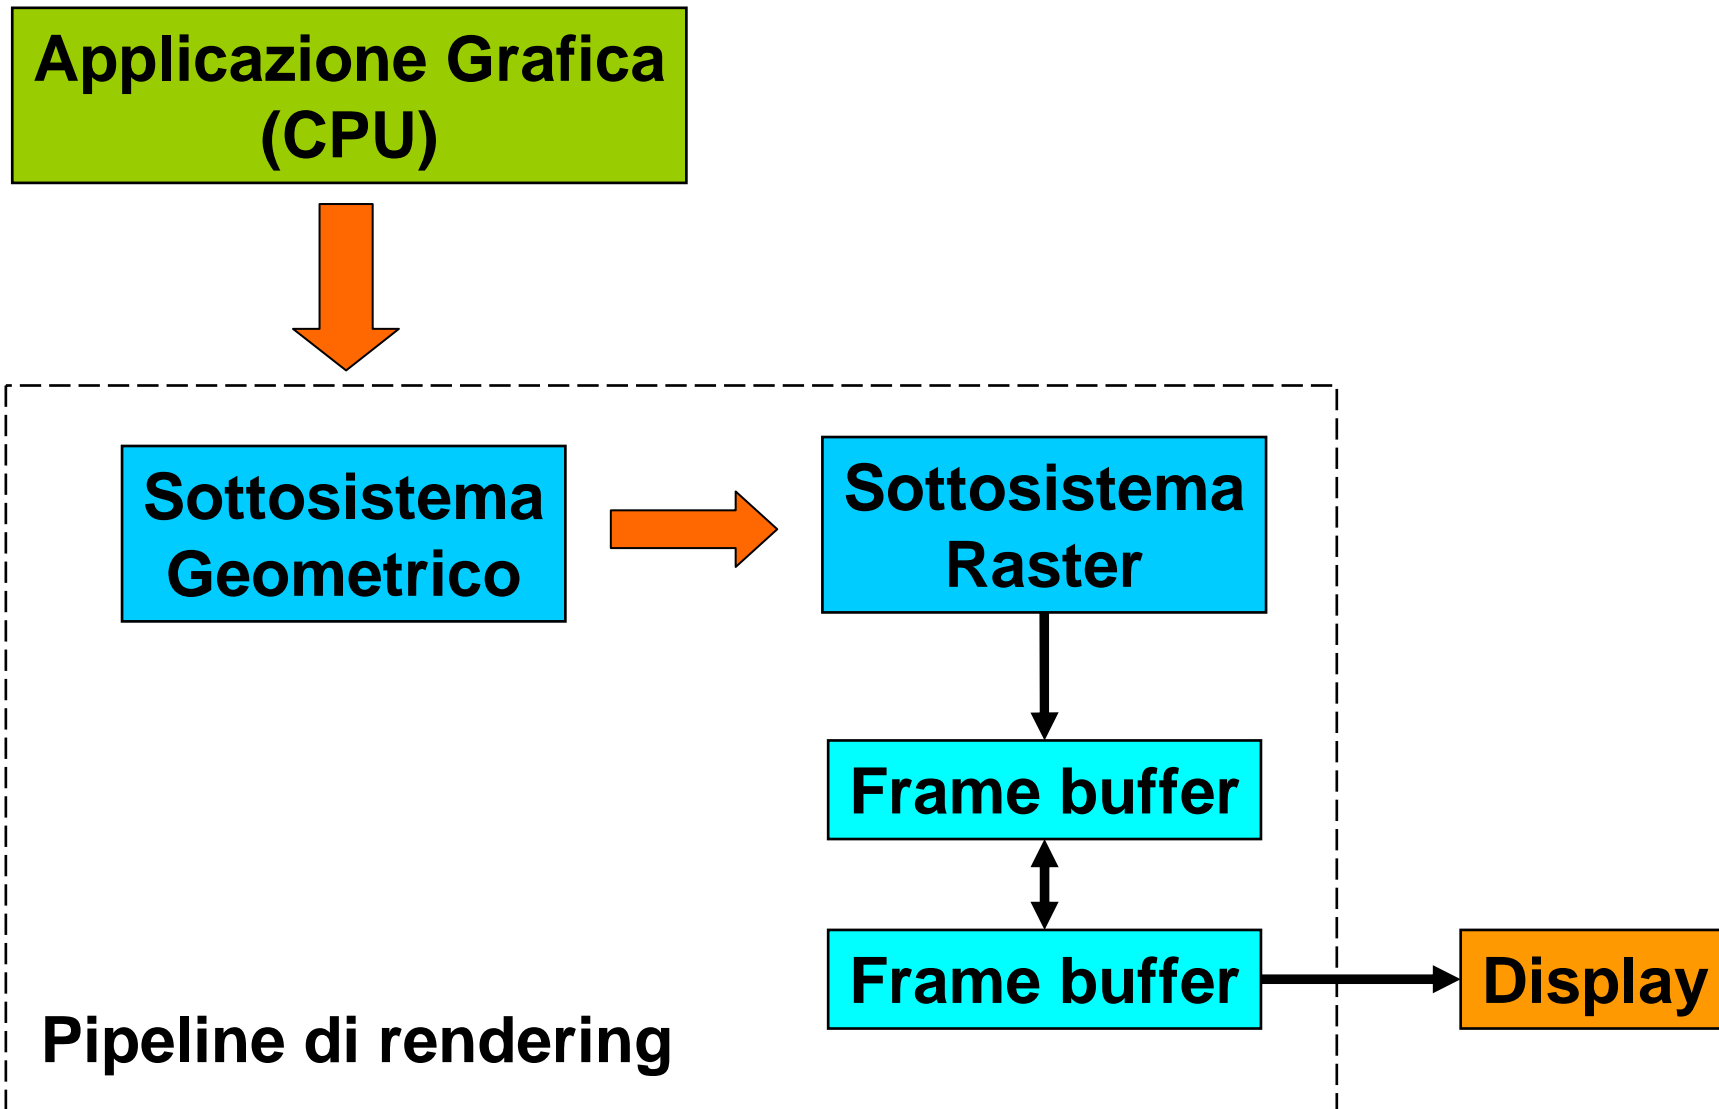 Applicazione Grafica
(CPU)
Sottosistema
Geometrico
Sottosistema
Raster
Frame buffer
Frame buffer
Display
Pipeline di rendering